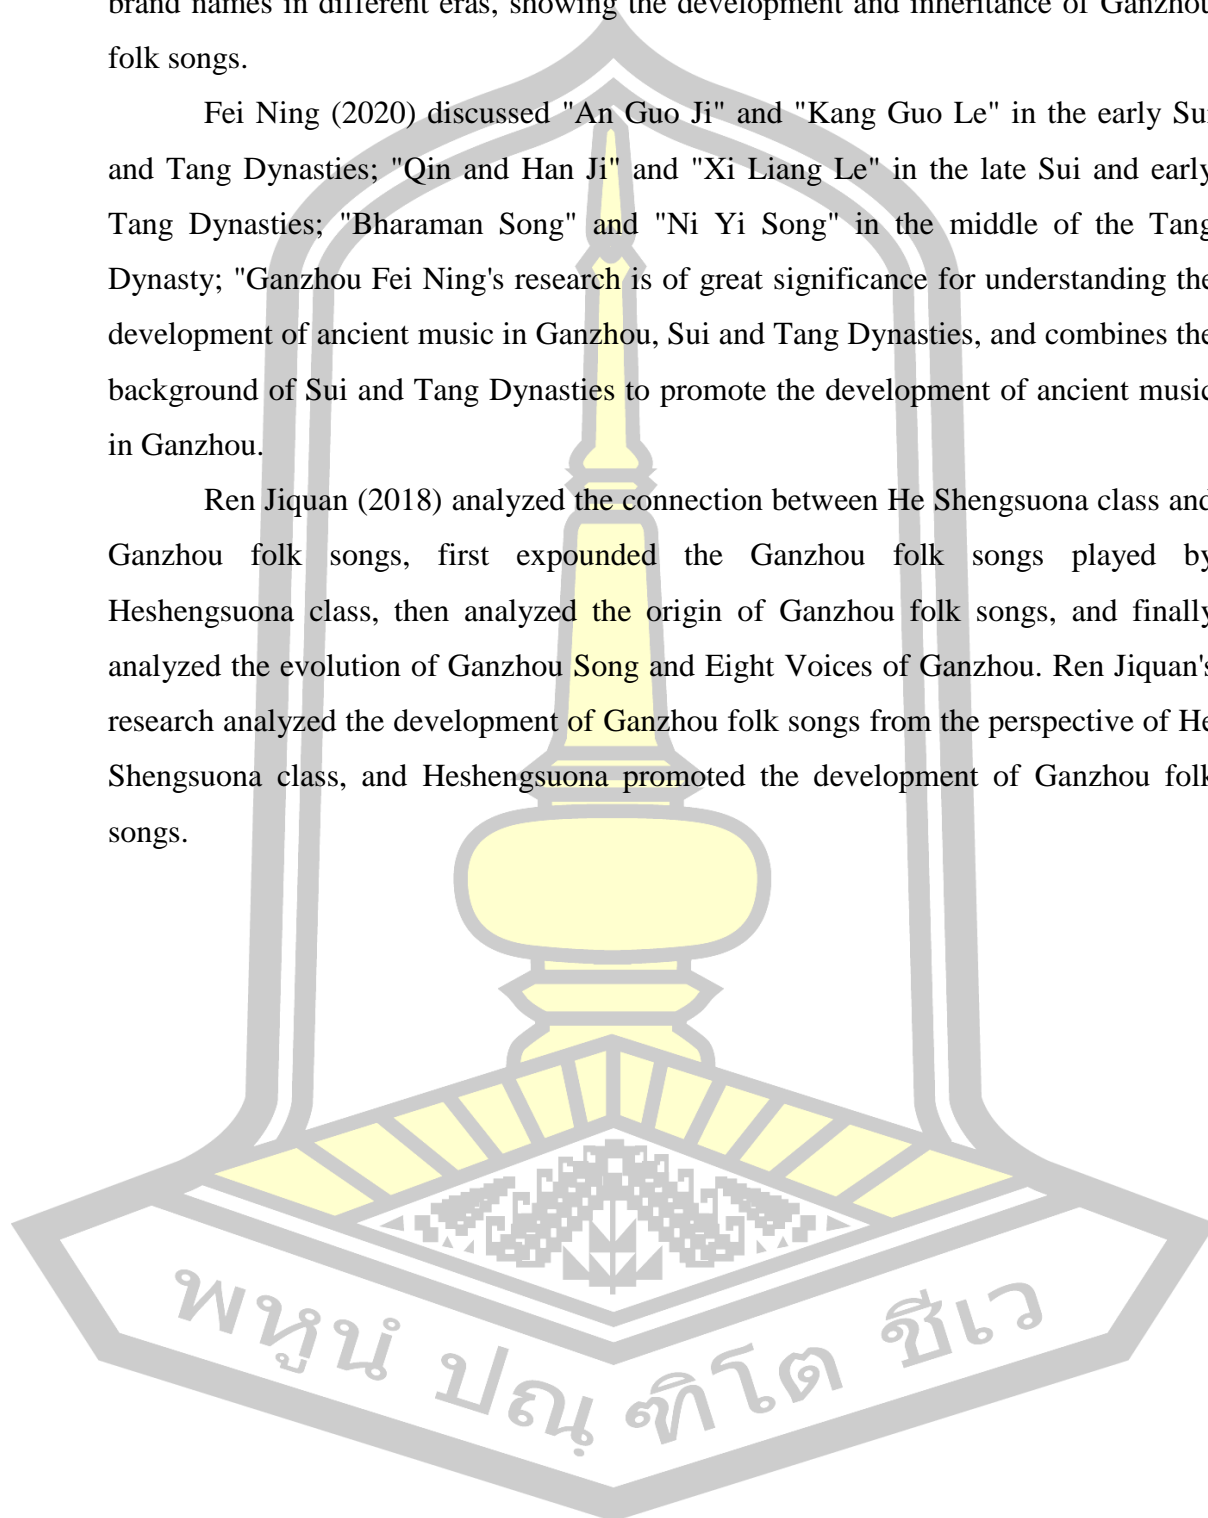 brand names in different eras, showing the development and inheritance of Ganzhou
folk songs.
Fei Ning (2020) discussed "An Guo Ji" and "Kang Guo Le" in the early Sui
and Tang Dynasties; "Qin and Han Ji" and "Xi Liang Le" in the late Sui and early
Tang Dynasties; "Bharaman Song" and "Ni Yi Song" in the middle of the Tang
Dynasty; "Ganzhou Fei Ning's research is of great significance for understanding the
development of ancient music in Ganzhou, Sui and Tang Dynasties, and combines the
background of Sui and Tang Dynasties to promote the development of ancient music
in Ganzhou.
Ren Jiquan (2018) analyzed the connection between He Shengsuona class and
Ganzhou folk songs, first expounded the Ganzhou folk songs played by
Heshengsuona class, then analyzed the origin of Ganzhou folk songs, and finally
analyzed the evolution of Ganzhou Song and Eight Voices of Ganzhou. Ren Jiquan's
research analyzed the development of Ganzhou folk songs from the perspective of He
Shengsuona class, and Heshengsuona promoted the development of Ganzhou folk
songs.
พหูนํ ปณฺฑิโต ชีเว